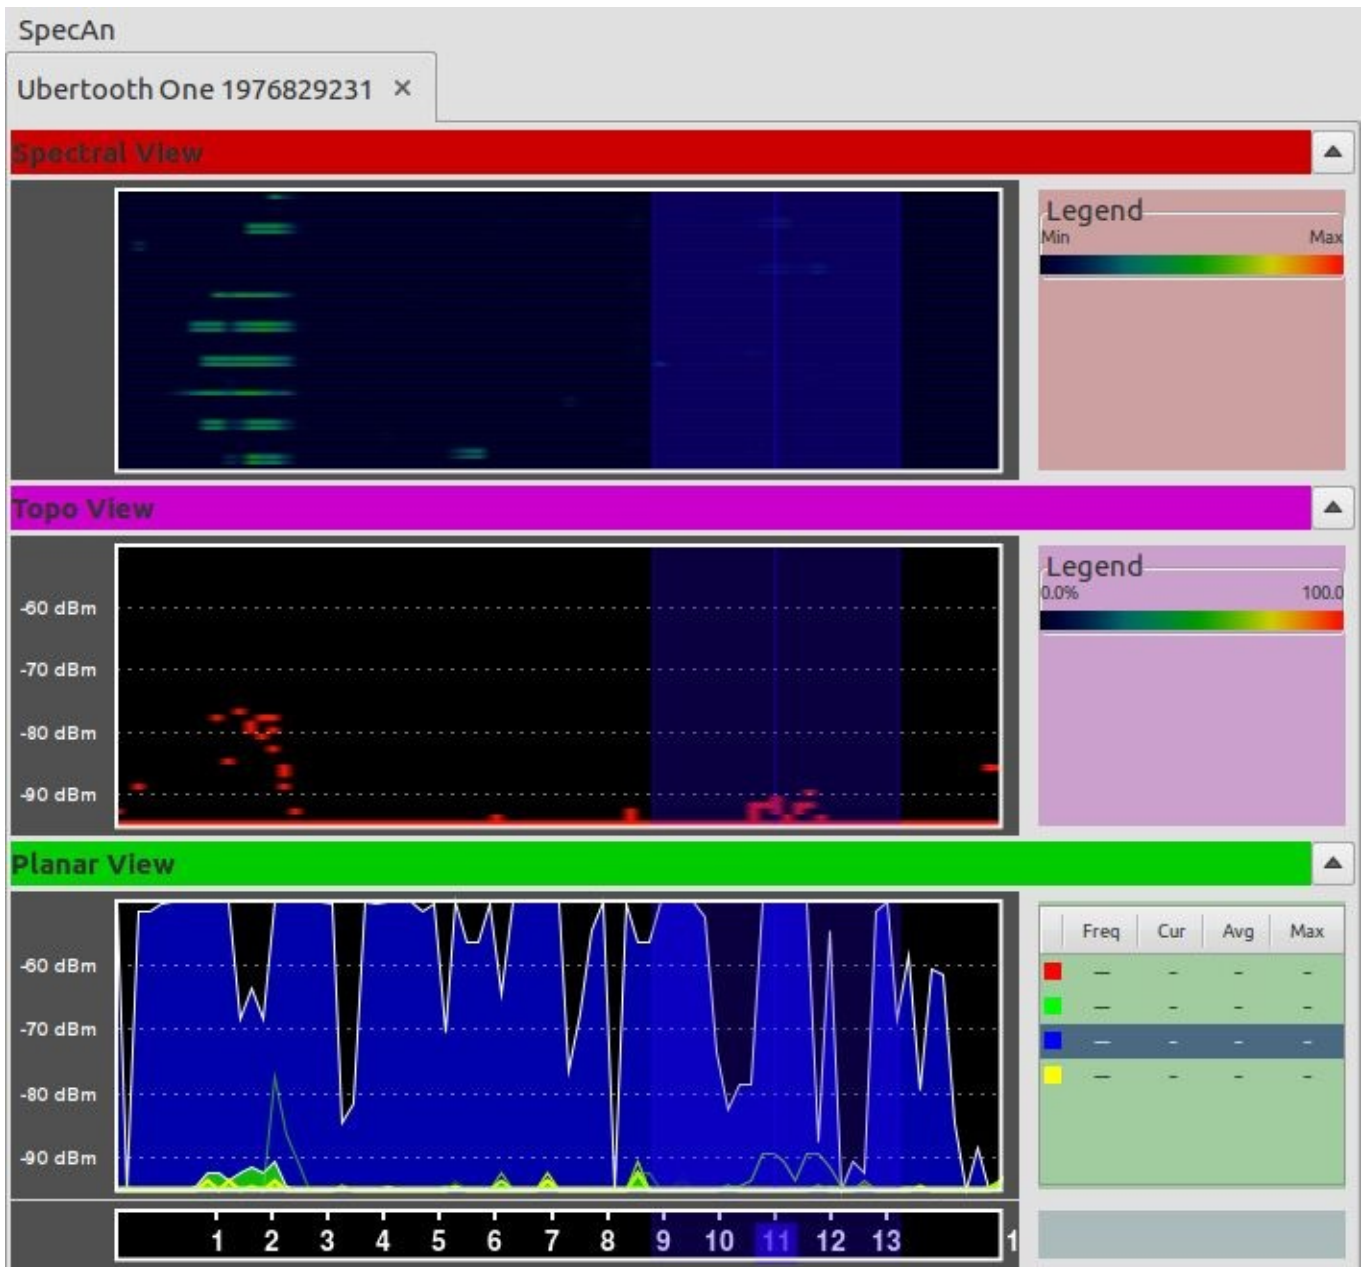 SpecAn
Ubertooth One 1976829231 ×
Spectral View
Legend
Min Max
Topo View
-60 dBm
-70 dBm
-80 dBm
-90 dBm
Legend
0.0% 100.0
Planar View
-60 dBm
-70 dBm
-80 dBm
-90 dBm
Freq Cur Avg Max
— - - -
— - - -
— - - -
— - - -
1 2 3 4 5 6 7 8 9 10 11 12 13 1